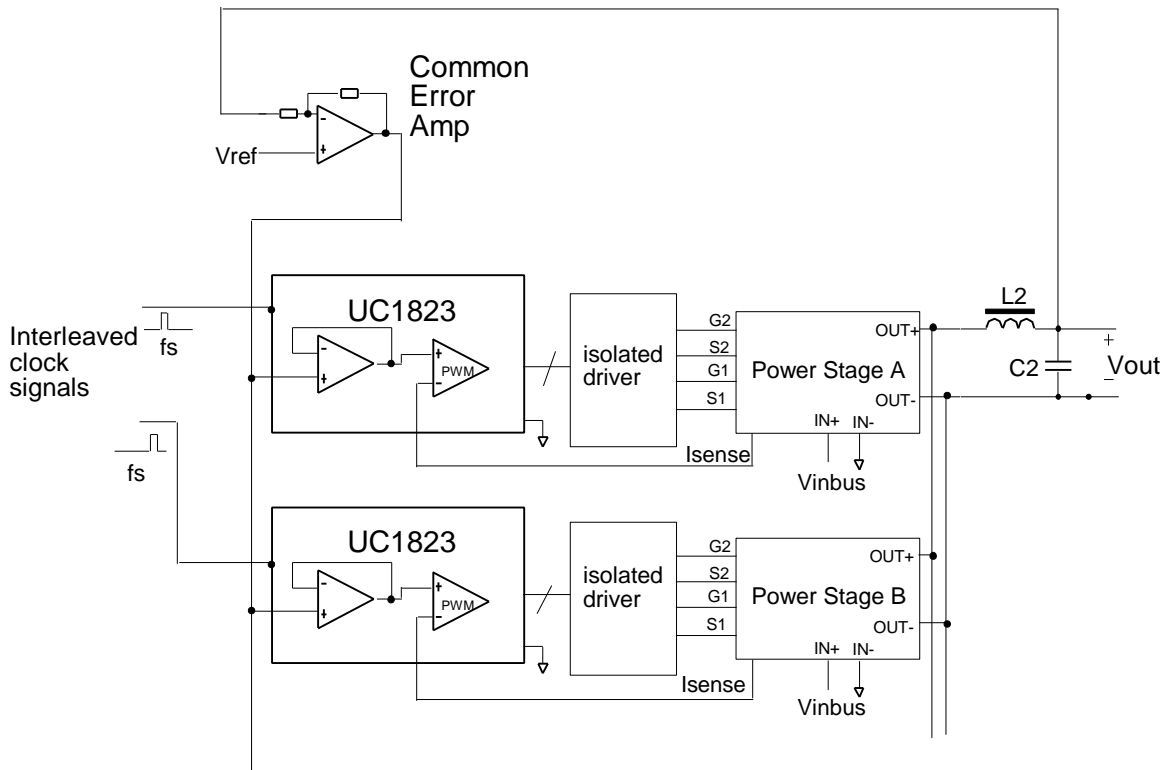 Common
Error
Amp
Vref
Interleaved
clock
signals
fs
fs
UC1823
PWM
isolated
driver
G2
S2
G1
S1
Power Stage A
OUT+
OUT-
IN+ IN-
Isense
Vinbus
L2
C2
+
Vout
-
UC1823
PWM
isolated
driver
G2
S2
G1
S1
Power Stage B
OUT+
OUT-
IN+ IN-
Isense
Vinbus